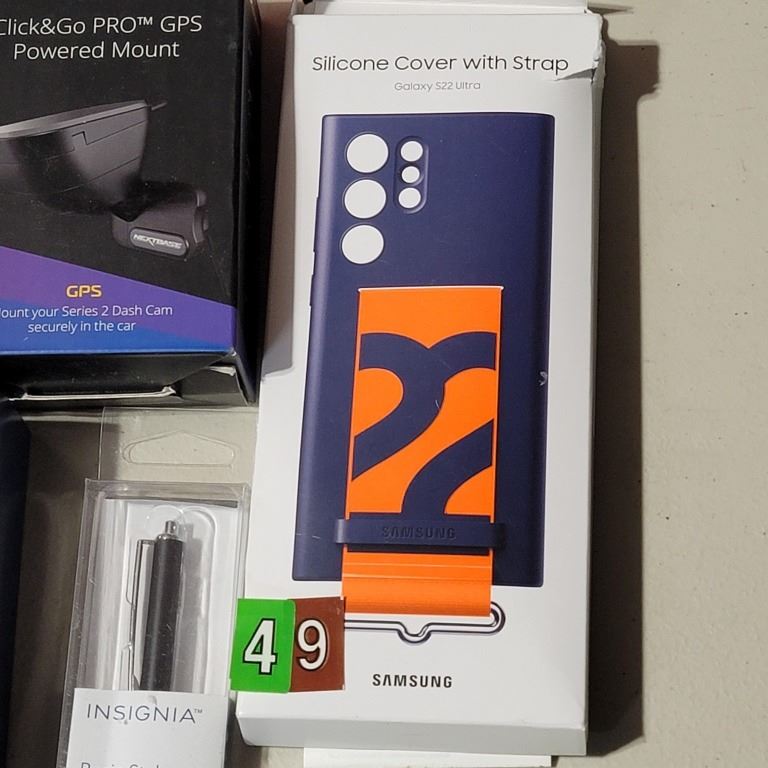 Click&Go PRO™ GPS
Powered Mount
NEXTBASE
GPS
ount your Series 2 Dash Cam
securely in the car
Silicone Cover with Strap
Galaxy S22 Ultra
22
SAMSUNG
4 9
SAMSUNG
INSIGNIA™